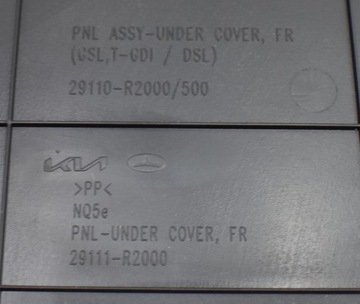 PNL ASSY-UNDER COVER, FR
(GSL,T-GDI / DSL)
29110-R2000/500
KIA
>PP<
NQ5e
PNL-UNDER COVER, FR
29111-R2000